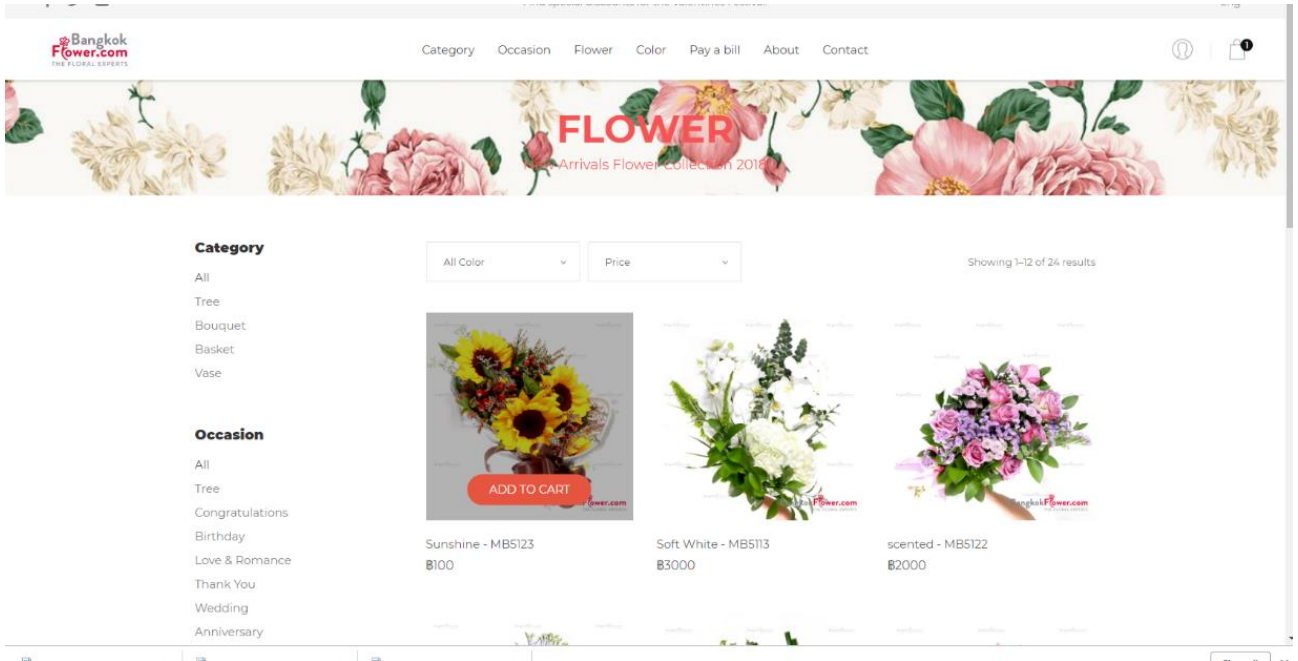 Bangkok
Flower.com
THE FLORAL EXPERTS
Category Occasion Flower Color Pay a bill About Contact
1
FLOWER
Arrivals Flower Collection 2018
Category
All
Tree
Bouquet
Basket
Vase
Occasion
All
Tree
Congratulations
Birthday
Love & Romance
Thank You
Wedding
Anniversary
All Color Price Showing 1–12 of 24 results
ADD TO CART
Sunshine - MB5123
฿100
Soft White - MB5113
฿3000
scented - MB5122
฿2000